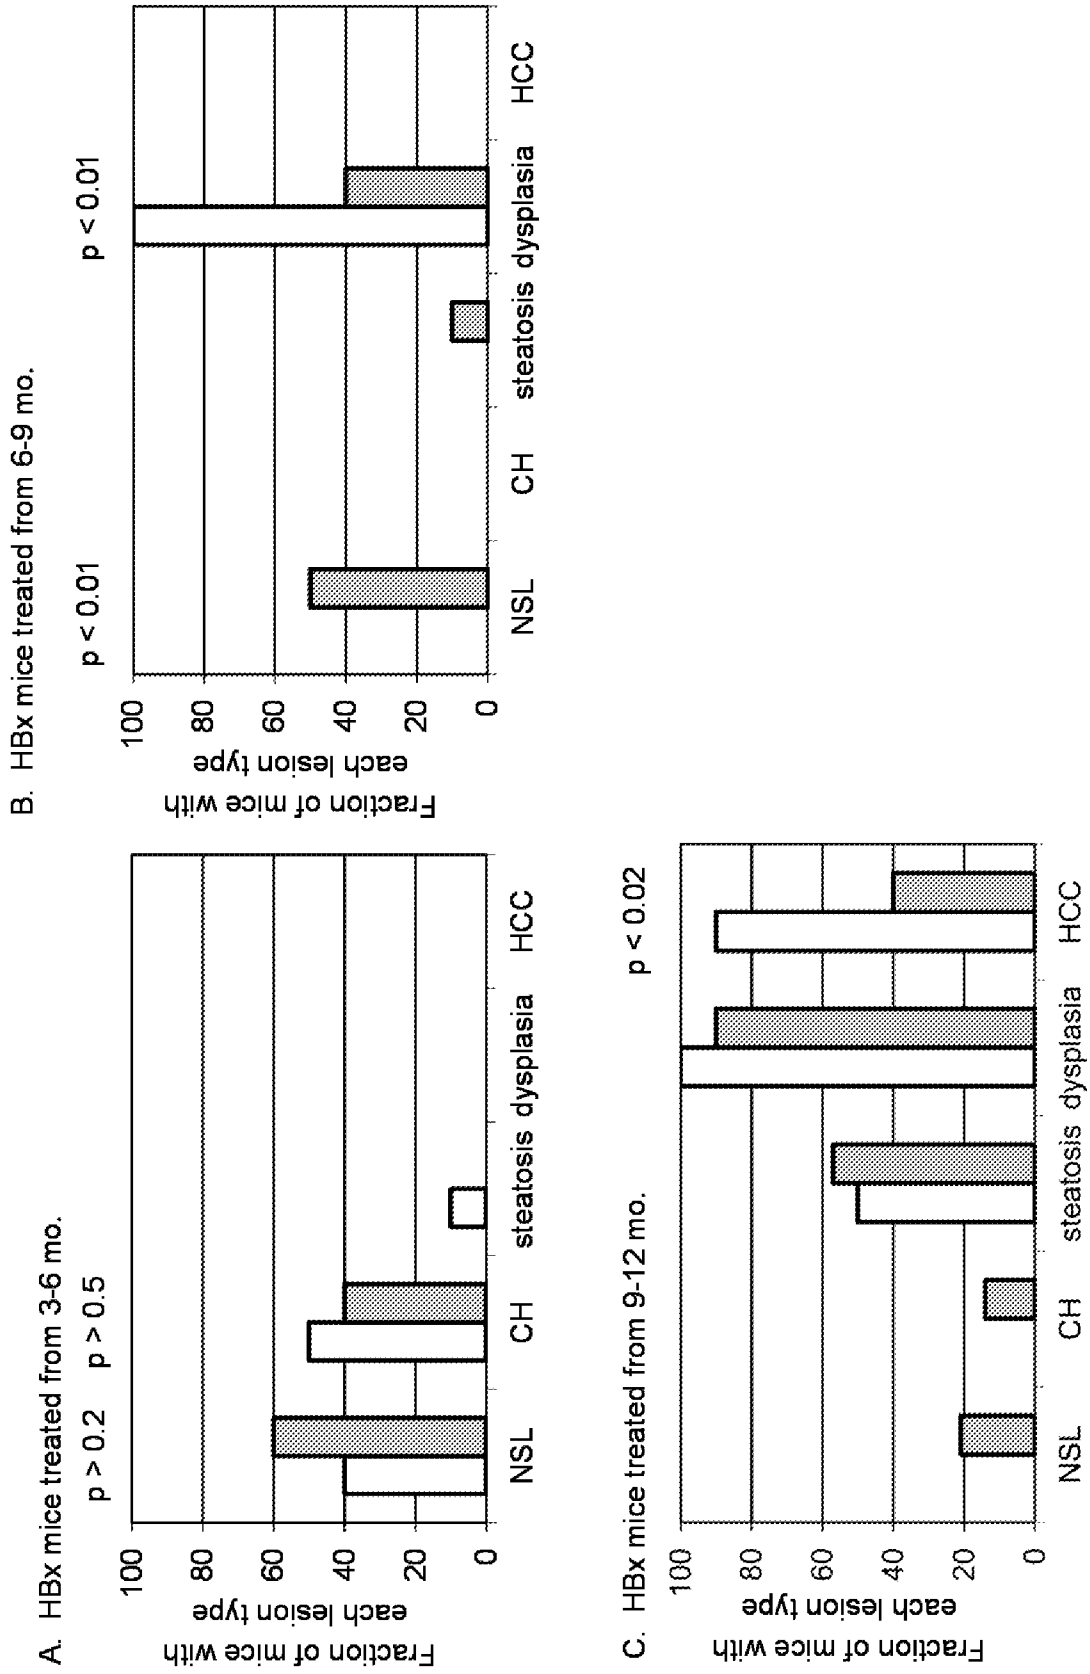 A. HBx mice treated from 3-6 mo.
p > 0.2 p > 0.5
Fraction of mice with
each lesion type
100
80
60
40
20
0
NSL CH steatosis dysplasia HCC
B. HBx mice treated from 6-9 mo.
p < 0.01 p < 0.01
Fraction of mice with
each lesion type
100
80
60
40
20
0
NSL CH steatosis dysplasia HCC
C. HBx mice treated from 9-12 mo.
p < 0.02
Fraction of mice with
each lesion type
100
80
60
40
20
0
NSL CH steatosis dysplasia HCC